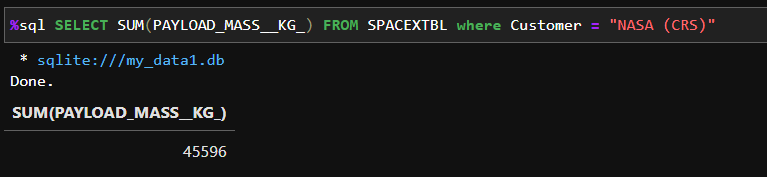 %sql SELECT SUM(PAYLOAD_MASS__KG_) FROM SPACEXTBL where Customer = "NASA (CRS)"
* sqlite:///my_data1.db
Done.
SUM(PAYLOAD_MASS__KG_)
45596